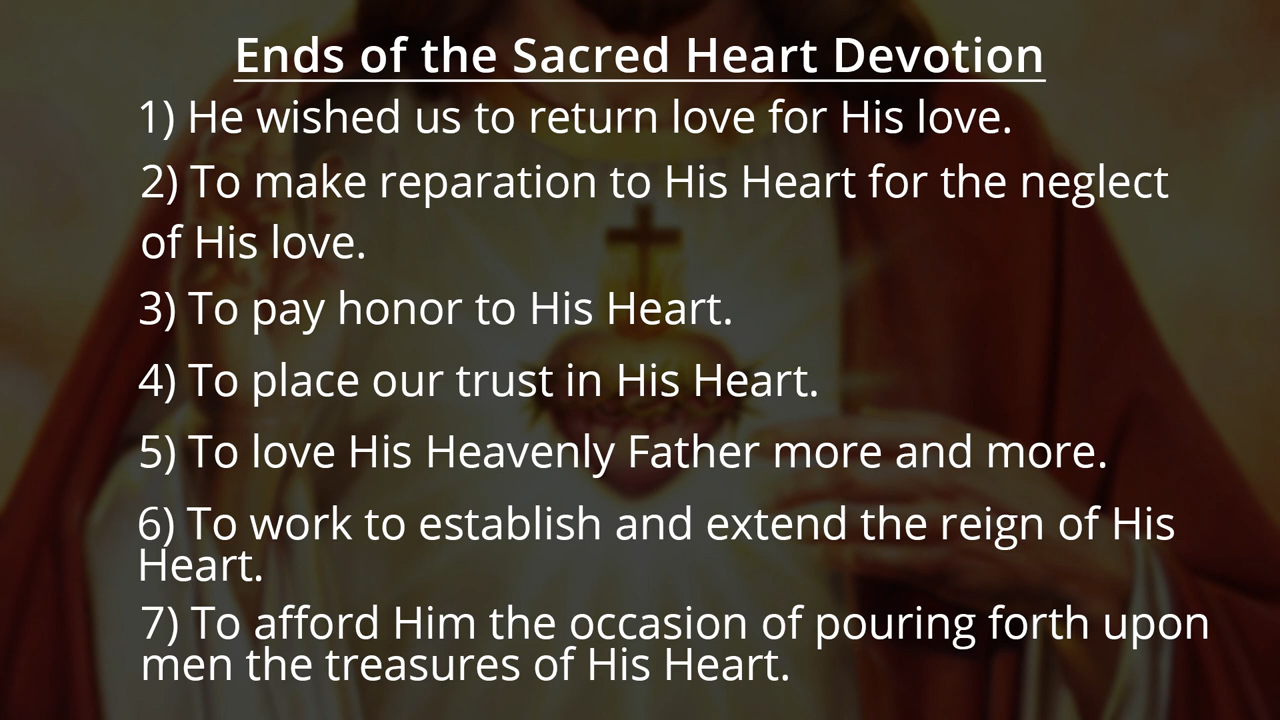 Ends of the Sacred Heart Devotion
1) He wished us to return love for His love.
2) To make reparation to His Heart for the neglect
of His love.
3) To pay honor to His Heart.
4) To place our trust in His Heart.
5) To love His Heavenly Father more and more.
6) To work to establish and extend the reign of His
Heart.
7) To afford Him the occasion of pouring forth upon
men the treasures of His Heart.